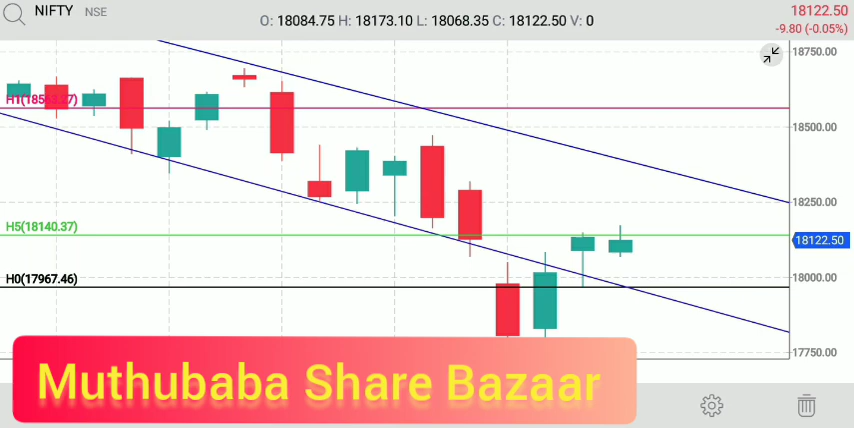 NIFTY NSE
O: 18084.75 H: 18173.10 L: 18068.35 C: 18122.50 V: 0
18122.50
-9.80 (-0.05%)
18750.00
18500.00
18250.00
18122.50
18000.00
17750.00
H5(18140.37)
H0(17967.46)
Muthubaba Share Bazaar